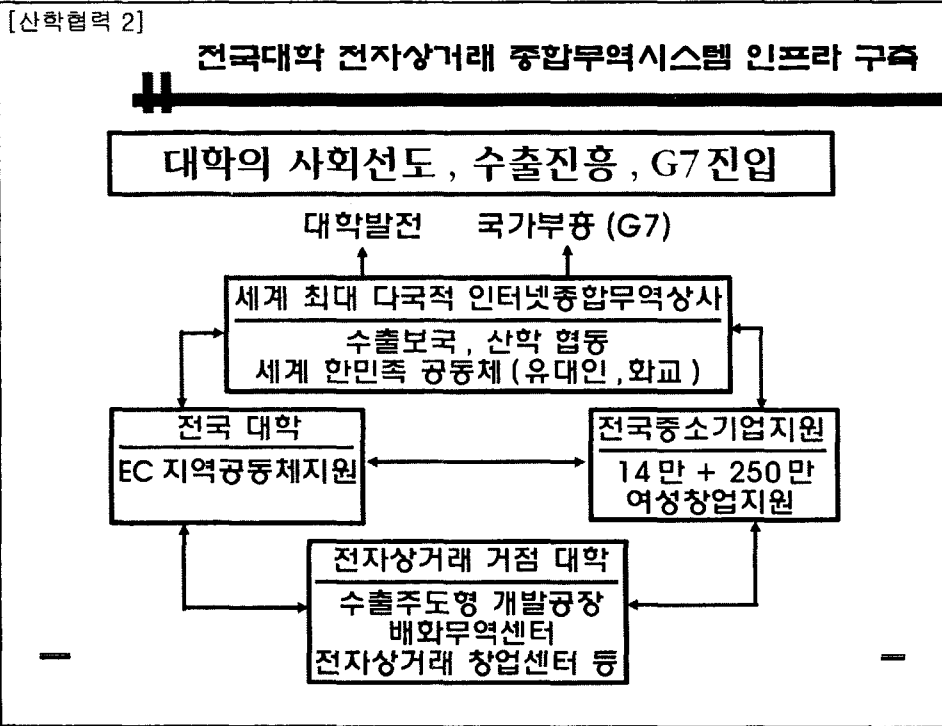 [산학협력 2]
전국대학 전자상거래 종합무역시스템 인프라 구축
대학의 사회선도 , 수출진흥 , G7 진입
대학발전 국가부흥 (G7)
세계 최대 다국적 인터넷종합무역상사
수출보국 , 산학 협동
세계 한민족 공동체 ( 유대인 , 화교 )
전국 대학
EC 지역공동체지원
전국중소기업지원
14 만 + 250 만
여성창업지원
전자상거래 거점 대학
수출주도형 개발공장
배화무역센터
전자상거래 창업센터 등